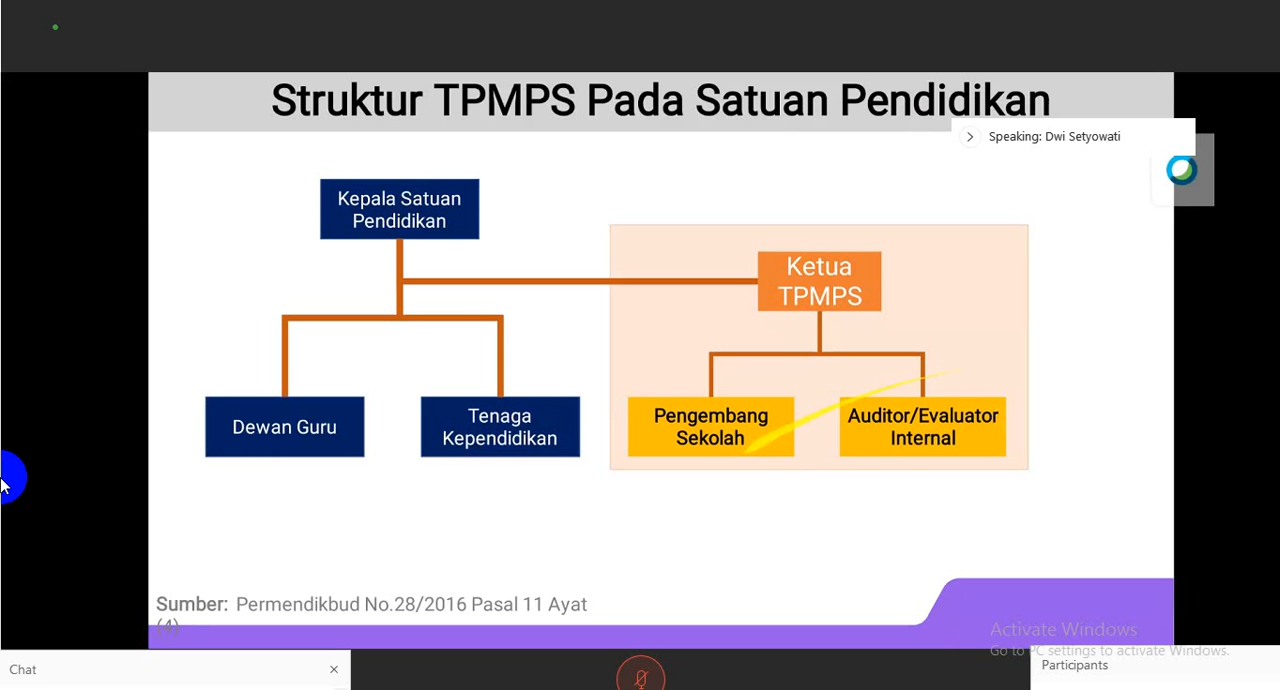 Struktur TPMPS Pada Satuan Pendidikan
Speaking: Dwi Setyowati
Kepala Satuan
Pendidikan
Ketua
TPMPS
Dewan Guru
Tenaga
Kependidikan
Pengembang
Sekolah
Auditor/Evaluator
Internal
Sumber: Permendikbud No.28/2016 Pasal 11 Ayat
(4)
Activate Windows
Go to PC settings to activate Windows.
Chat
Participants